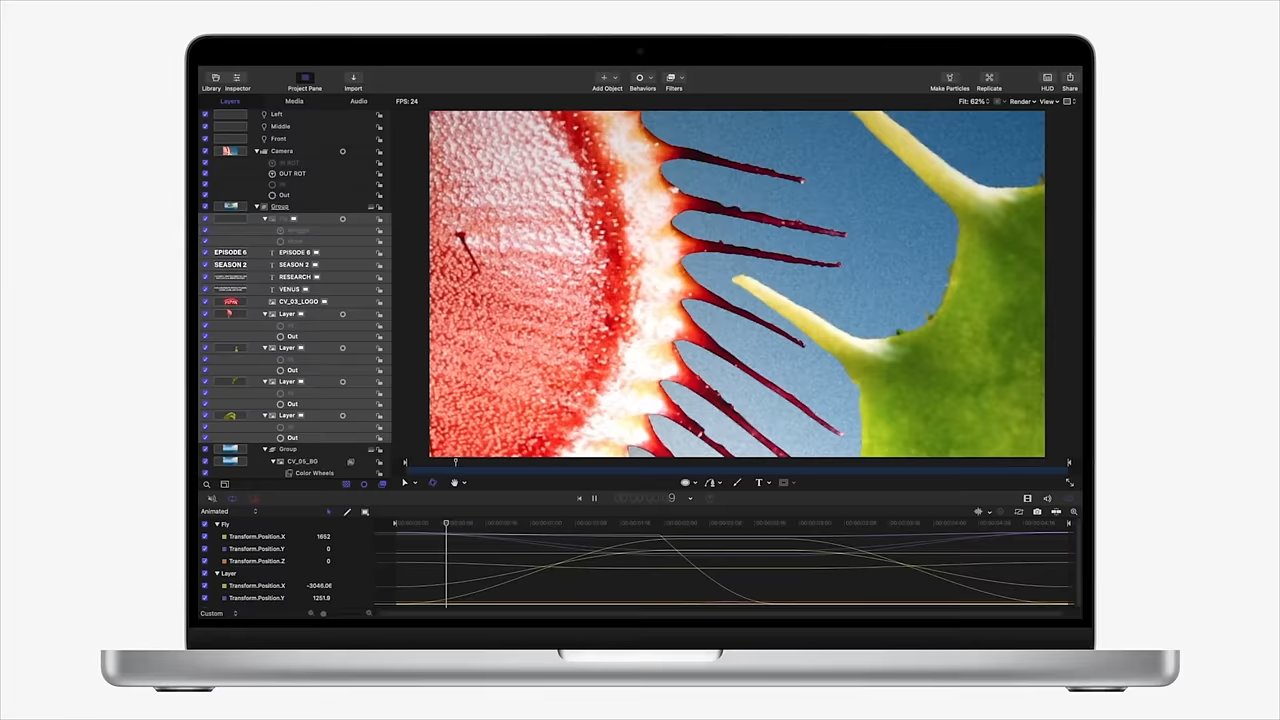 Library Inspector Project Pane Import Add Object Behaviors Filters Make Particles Replicate HUD Share
Layers Media Audio FPS: 24 Fit: 62% Render View
Left
Middle
Front
Camera
OUT ROT
Out
Group
EPISODE 6 EPISODE 6
SEASON 2 SEASON 2
RESEARCH
VENUS
CV_03_LOGO
Layer
Out
Layer
Out
Layer
Out
Layer
Out
Group
CV_05_BG
Color Wheels
T
9
Animated
Fly
Transform.Position.X 1662
Transform.Position.Y 0
Transform.Position.Z 0
Layer
Transform.Position.X -3046.06
Transform.Position.Y 1251.9
Custom